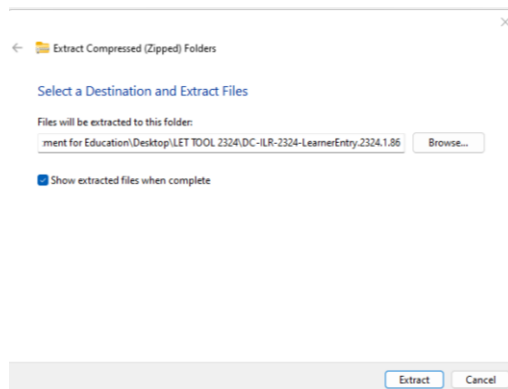 Extract Compressed (Zipped) Folders
Select a Destination and Extract Files
Files will be extracted to this folder:
ment for Education\Desktop\LET TOOL 2324\DC-ILR-2324-LearnerEntry.2324.1.86 Browse...
Show extracted files when complete
Extract Cancel